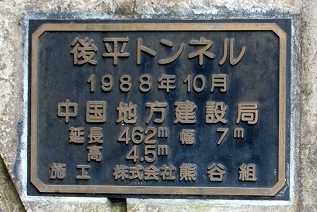 後平トンネル
1988年10月
中国地方建設局
延長 462m 幅 7m
高 4.5m
施工 株式会社熊谷組